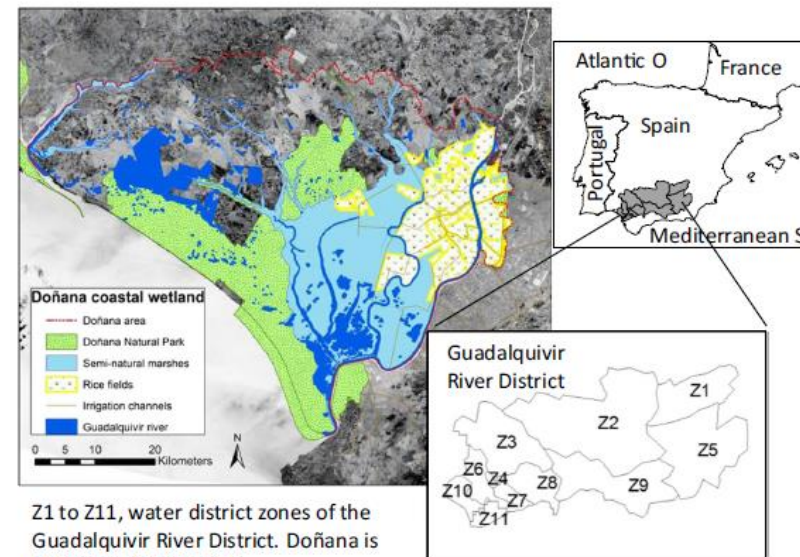 Doñana coastal wetland
Doñana area
Doñana Natural Park
Semi-natural marshes
Rice fields
Irrigation channels
Guadalquivir river
0 5 10 20
Kilometers
N
Atlantic O
France
Portugal
Spain
Mediterranean S
Guadalquivir
River District
Z1
Z2
Z3
Z5
Z6
Z4
Z8
Z9
Z10
Z7
Z11
Z1 to Z11, water district zones of the
Guadalquivir River District. Doñana is